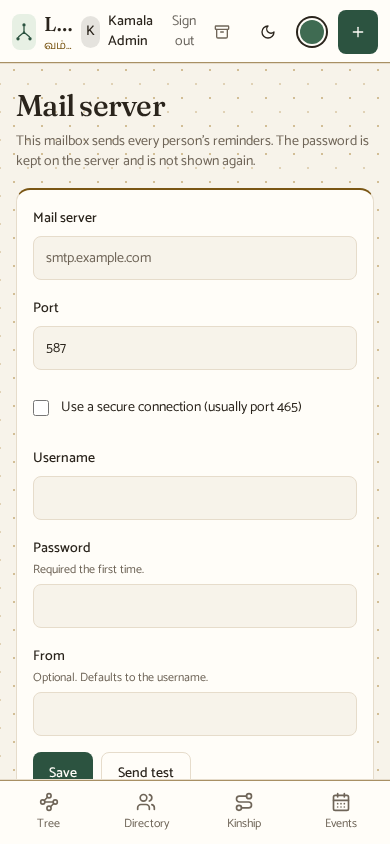 L...
வம்...
K
Kamala
Admin
Sign
out
Mail server
This mailbox sends every person's reminders. The password is
kept on the server and is not shown again.
Mail server
smtp.example.com
Port
587
Use a secure connection (usually port 465)
Username
Password
Required the first time.
From
Optional. Defaults to the username.
Save
Send test
Tree
Directory
Kinship
Events